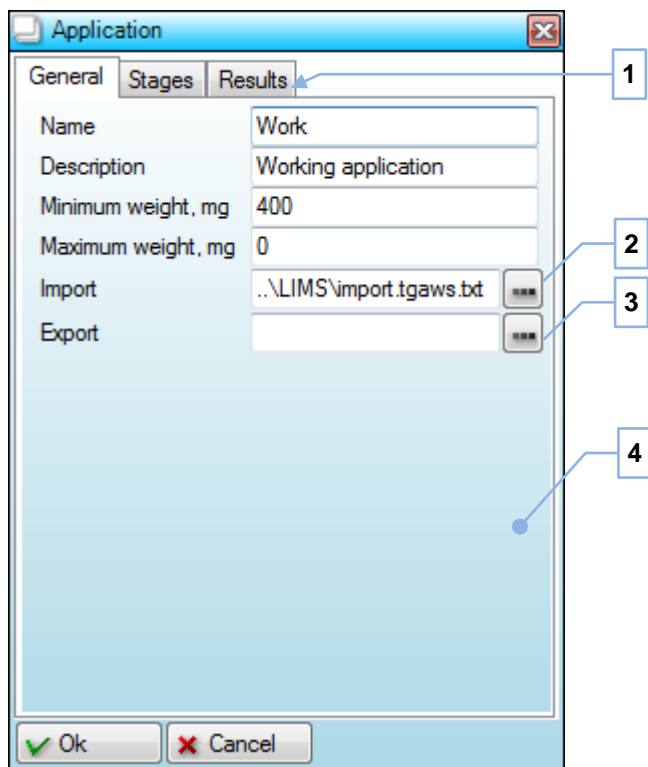 Application
General Stages Results
1
Name Work
Description Working application
Minimum weight, mg 400
Maximum weight, mg 0
2
Import ..\LIMS\import.tgaws.txt
3
Export
4
Ok Cancel